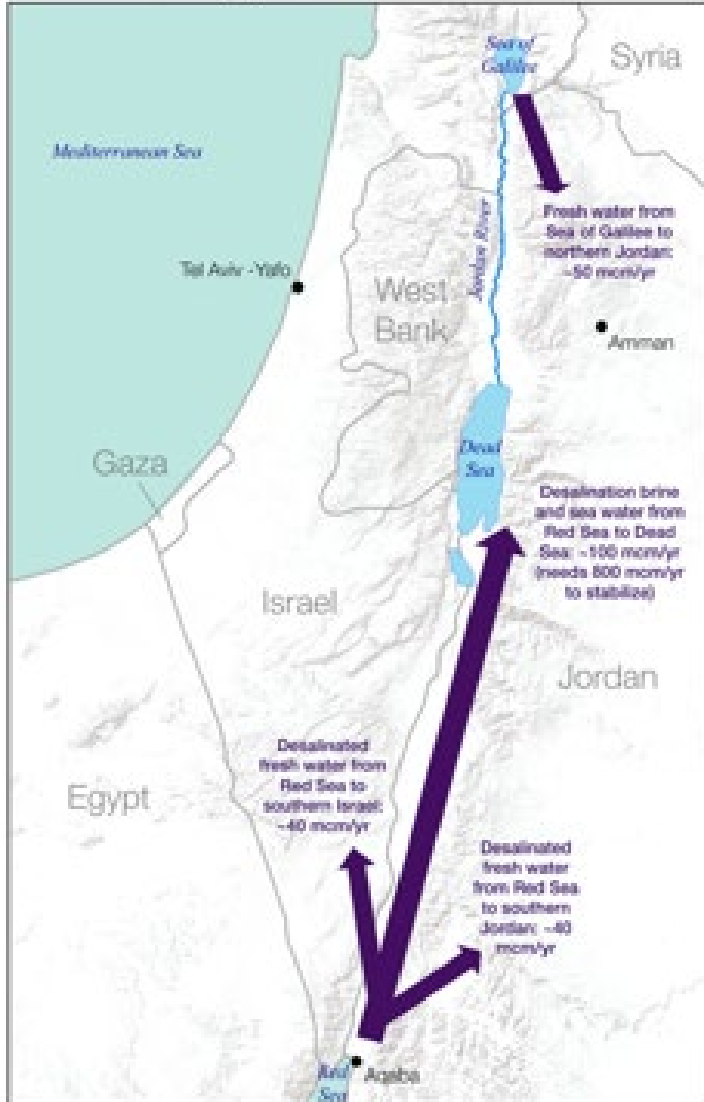 Sea of
Galilee
Syria
Mediterranean Sea
Fresh water from
Sea of Galilee to
northern Jordan:
~50 mcm/yr
Jordan River
Tel Aviv -Yafo
West
Bank
Amman
Dead
Sea
Gaza
Desalination brine
and sea water from
Red Sea to Dead
Sea: ~100 mcm/yr
(needs 800 mcm/yr
to stabilize)
Israel
Jordan
Desalinated
fresh water from
Red Sea to
southern Israel:
~40 mcm/yr
Egypt
Desalinated
fresh water
from Red Sea
to southern
Jordan: ~40
mcm/yr
Red
Sea
Aqaba